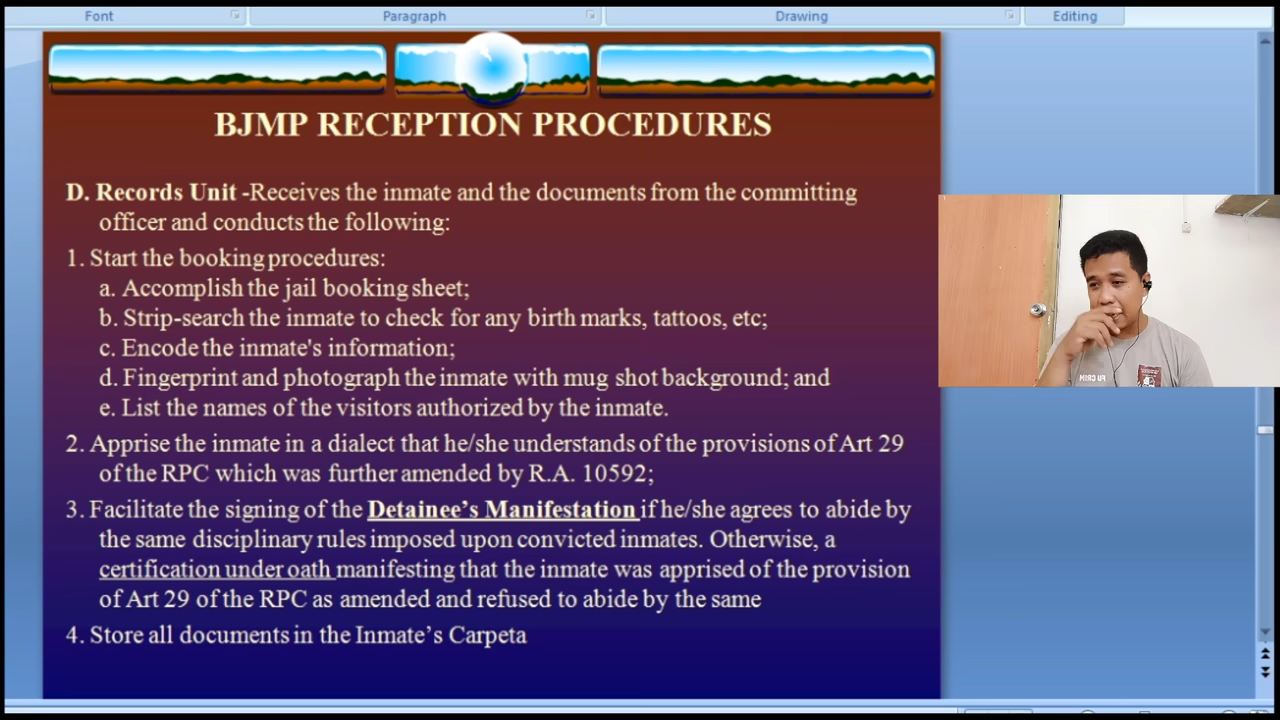 Font
Paragraph
Drawing
Editing
BJMP RECEPTION PROCEDURES
D. Records Unit -Receives the inmate and the documents from the committing
officer and conducts the following:
1. Start the booking procedures:
a. Accomplish the jail booking sheet;
b. Strip-search the inmate to check for any birth marks, tattoos, etc;
c. Encode the inmate's information;
d. Fingerprint and photograph the inmate with mug shot background; and
e. List the names of the visitors authorized by the inmate.
2. Apprise the inmate in a dialect that he/she understands of the provisions of Art 29
of the RPC which was further amended by R.A. 10592;
3. Facilitate the signing of the Detainee’s Manifestation if he/she agrees to abide by
the same disciplinary rules imposed upon convicted inmates. Otherwise, a
certification under oath manifesting that the inmate was apprised of the provision
of Art 29 of the RPC as amended and refused to abide by the same
4. Store all documents in the Inmate’s Carpeta
FU CRIM